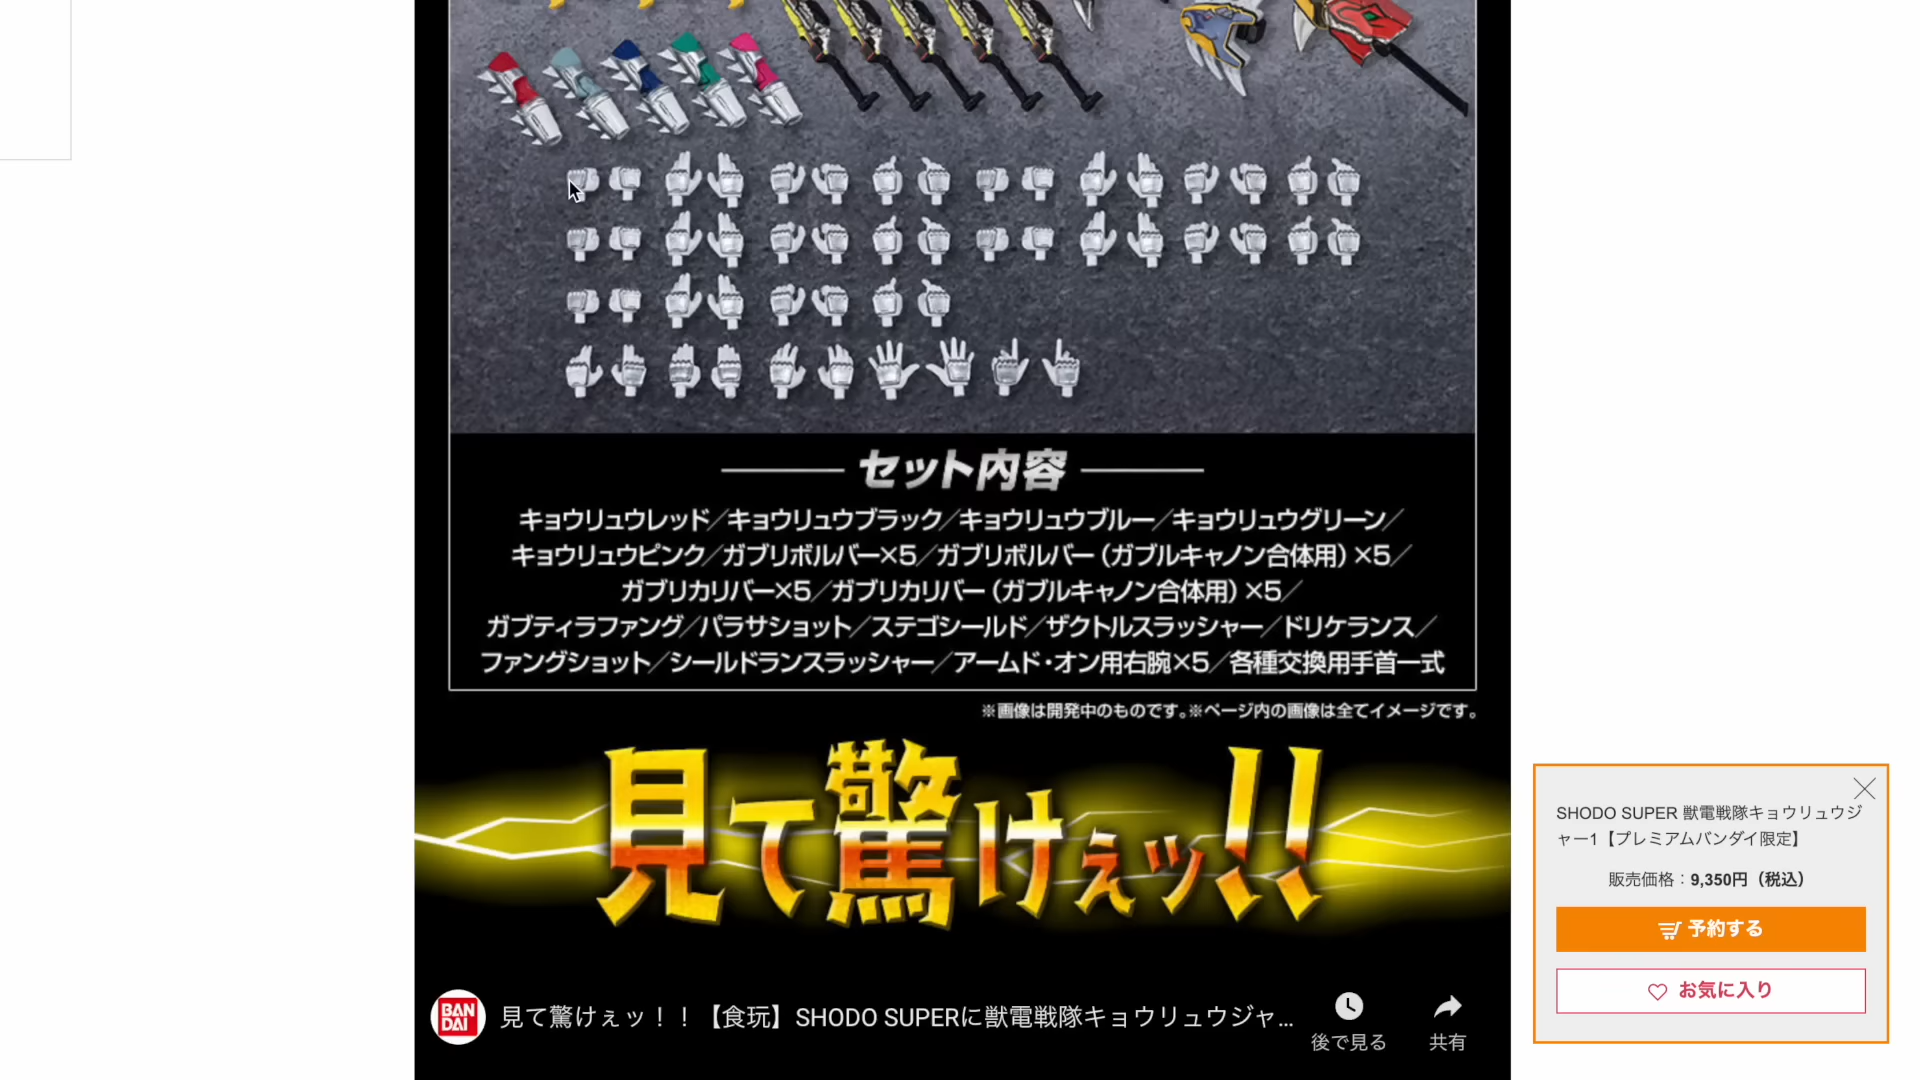 セット内容
キョウリュウレッド／キョウリュウブラック／キョウリュウブルー／キョウリュウグリーン／
キョウリュウピンク／ガブリボルバー×5／ガブリボルバー（ガブルキャノン合体用）×5／
ガブリカリバー×5／ガブリカリバー（ガブルキャノン合体用）×5／
ガブティラファング／パラサショット／ステゴシールド／ザクトルスラッシャー／ドリケランス／
ファングショット／シールドランスラッシャー／アームド・オン用右腕×5／各種交換用手首一式
※画像は開発中のものです。※ページ内の画像は全てイメージです。
見て驚けぇッ!!
BAN
DAI
見て驚けぇッ！！【食玩】SHODO SUPERに獣電戦隊キョウリュウジャ...
後で見る
共有
SHODO SUPER 獣電戦隊キョウリュウジ
ャー1【プレミアムバンダイ限定】
販売価格：9,350円（税込）
予約する
お気に入り